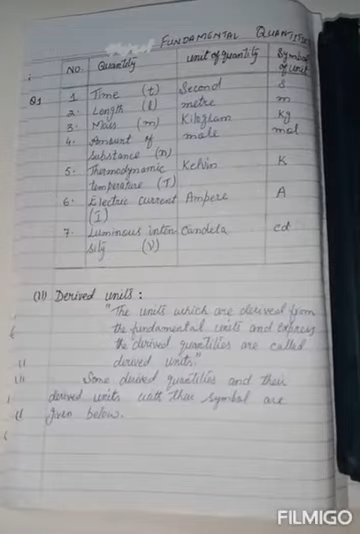 FUNDAMENTAL QUANTITIES
NO. Quantity Unit of quantity Symbol of unit
Q1 1. Time (t) Second s
2. Length (l) metre m
3. Mass (m) Kilogram Kg
4. Amount of mole mol
substance (n)
5. Thermodynamic Kelvin K
temperature (T)
6. Electric current Ampere A
(I)
7. Luminous inten Candela cd
sity (V)
(II) Derived units :
"The units which are derived from
the fundamental units and express
the derived quantities are called
derived units."
Some derived quantities and their
derived units with their symbol are
given below.
FILMIGO